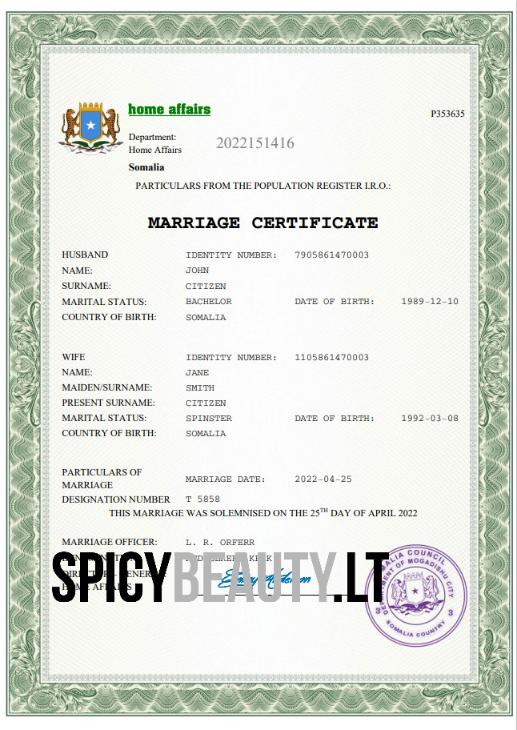 home affairs
P353635
Department:
Home Affairs
2022151416
Somalia
PARTICULARS FROM THE POPULATION REGISTER I.R.O.:
MARRIAGE CERTIFICATE
HUSBAND IDENTITY NUMBER: 7905861470003
NAME: JOHN
SURNAME: CITIZEN
MARITAL STATUS: BACHELOR DATE OF BIRTH: 1989-12-10
COUNTRY OF BIRTH: SOMALIA
WIFE IDENTITY NUMBER: 1105861470003
NAME: JANE
MAIDEN/SURNAME: SMITH
PRESENT SURNAME: CITIZEN
MARITAL STATUS: SPINSTER DATE OF BIRTH: 1992-03-08
COUNTRY OF BIRTH: SOMALIA
PARTICULARS OF
MARRIAGE MARRIAGE DATE: 2022-04-25
DESIGNATION NUMBER T 5858
THIS MARRIAGE WAS SOLEMNISED ON THE 25TH DAY OF APRIL 2022
MARRIAGE OFFICER: L. R. ORFERR
SPICYBEAUTY.LT
HOME AFFAIRS
SOMALIA COUNCIL
DEPARTMENT OF MOGADISHU CITY
SOMALIA COUNTRY